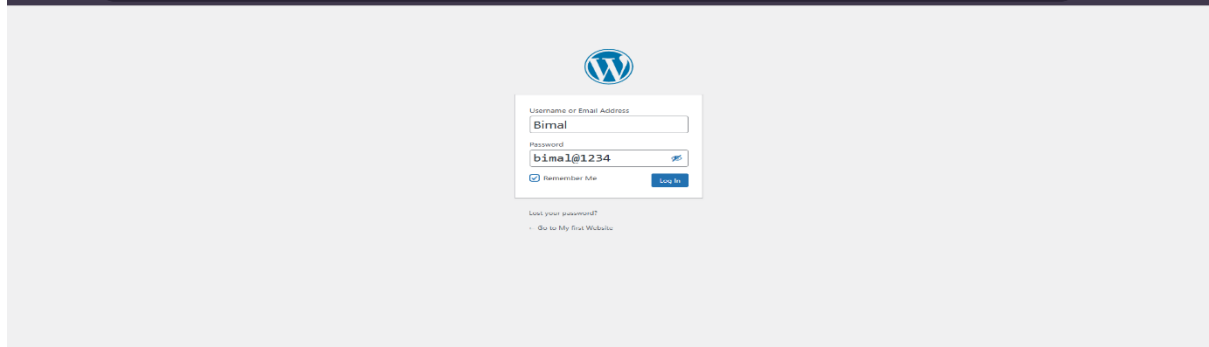 Username or Email Address
Bimal
Password
bimal@1234
Remember Me
Log In
Lost your password?
← Go to My first Website